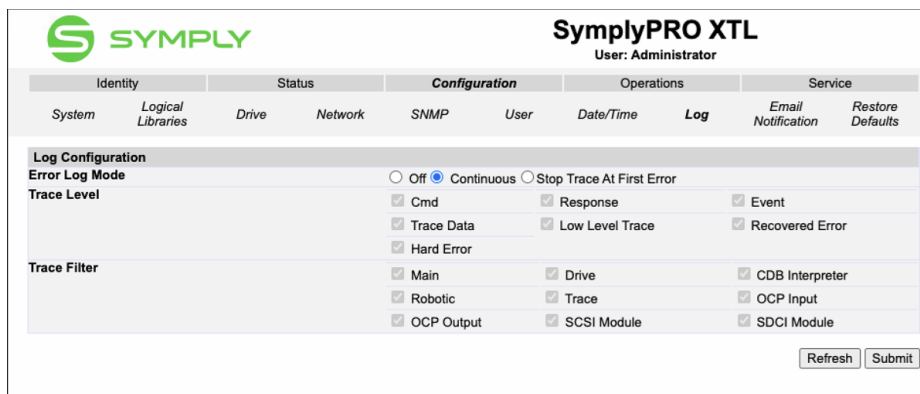 SYMPLY
SymplyPRO XTL
User: Administrator
Identity Status Configuration Operations Service
System Logical Libraries Drive Network SNMP User Date/Time Log Email Notification Restore Defaults
Log Configuration
Error Log Mode Off Continuous Stop Trace At First Error
Trace Level Cmd Response Event
Trace Data Low Level Trace Recovered Error
Hard Error
Trace Filter Main Drive CDB Interpreter
Robotic Trace OCP Input
OCP Output SCSI Module SDCI Module
Refresh Submit